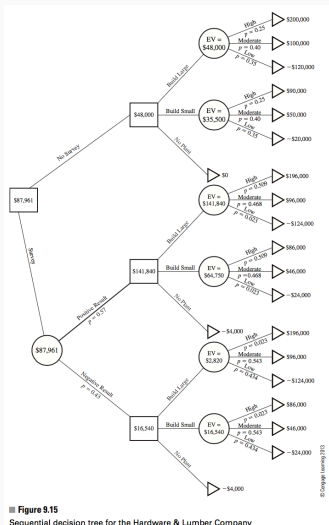 High
p = 0.25
$200,000
Moderate
p = 0.40
$100,000
Low
p = 0.35
−$120,000
EV =
$48,000
Build Large
High
p = 0.25
$90,000
Moderate
p = 0.40
$50,000
Low
p = 0.35
−$20,000
EV =
$35,500
Build Small
$48,000
No Plant
$0
No Survey
$87,961
Survey
High
p = 0.509
$196,000
Moderate
p = 0.468
$96,000
Low
p = 0.023
−$124,000
EV =
$141,840
Build Large
High
p = 0.509
$86,000
Moderate
p = 0.468
$46,000
Low
p = 0.023
−$24,000
EV =
$64,750
Build Small
$141,840
No Plant
−$4,000
Positive Result
p = 0.57
$87,961
Negative Result
p = 0.43
High
p = 0.023
$196,000
Moderate
p = 0.543
$96,000
Low
p = 0.434
−$124,000
EV =
$2,820
Build Large
High
p = 0.023
$86,000
Moderate
p = 0.543
$46,000
Low
p = 0.434
−$24,000
EV =
$16,540
Build Small
$16,540
No Plant
−$4,000
© Cengage Learning 2013
Figure 9.15
Sequential decision tree for the Hardware & Lumber Company